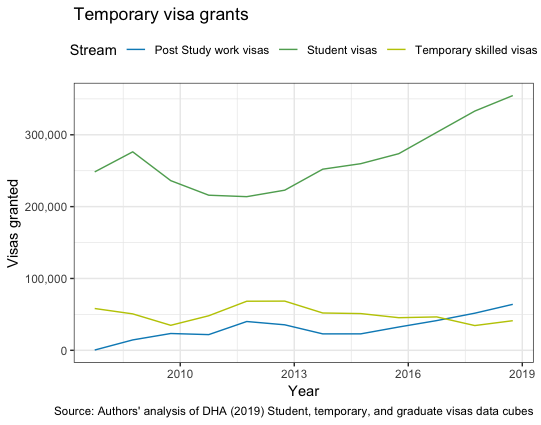 Temporary visa grants
Stream Post Study work visas Student visas Temporary skilled visas
300,000
200,000
100,000
0
Visas granted
2010 2013 2016 2019
Year
Source: Authors' analysis of DHA (2019) Student, temporary, and graduate visas data cubes